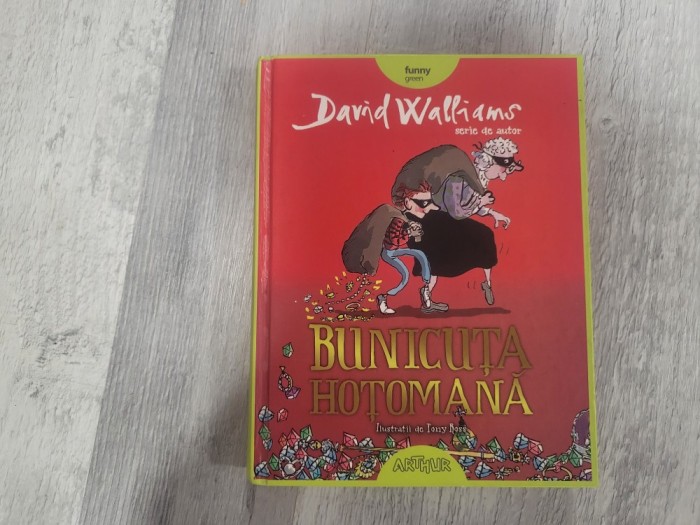 funny
green
David Walliams
serie de autor
BUNICUȚA
HOȚOMANĂ
Ilustrații de Tony Ross
ARTHUR